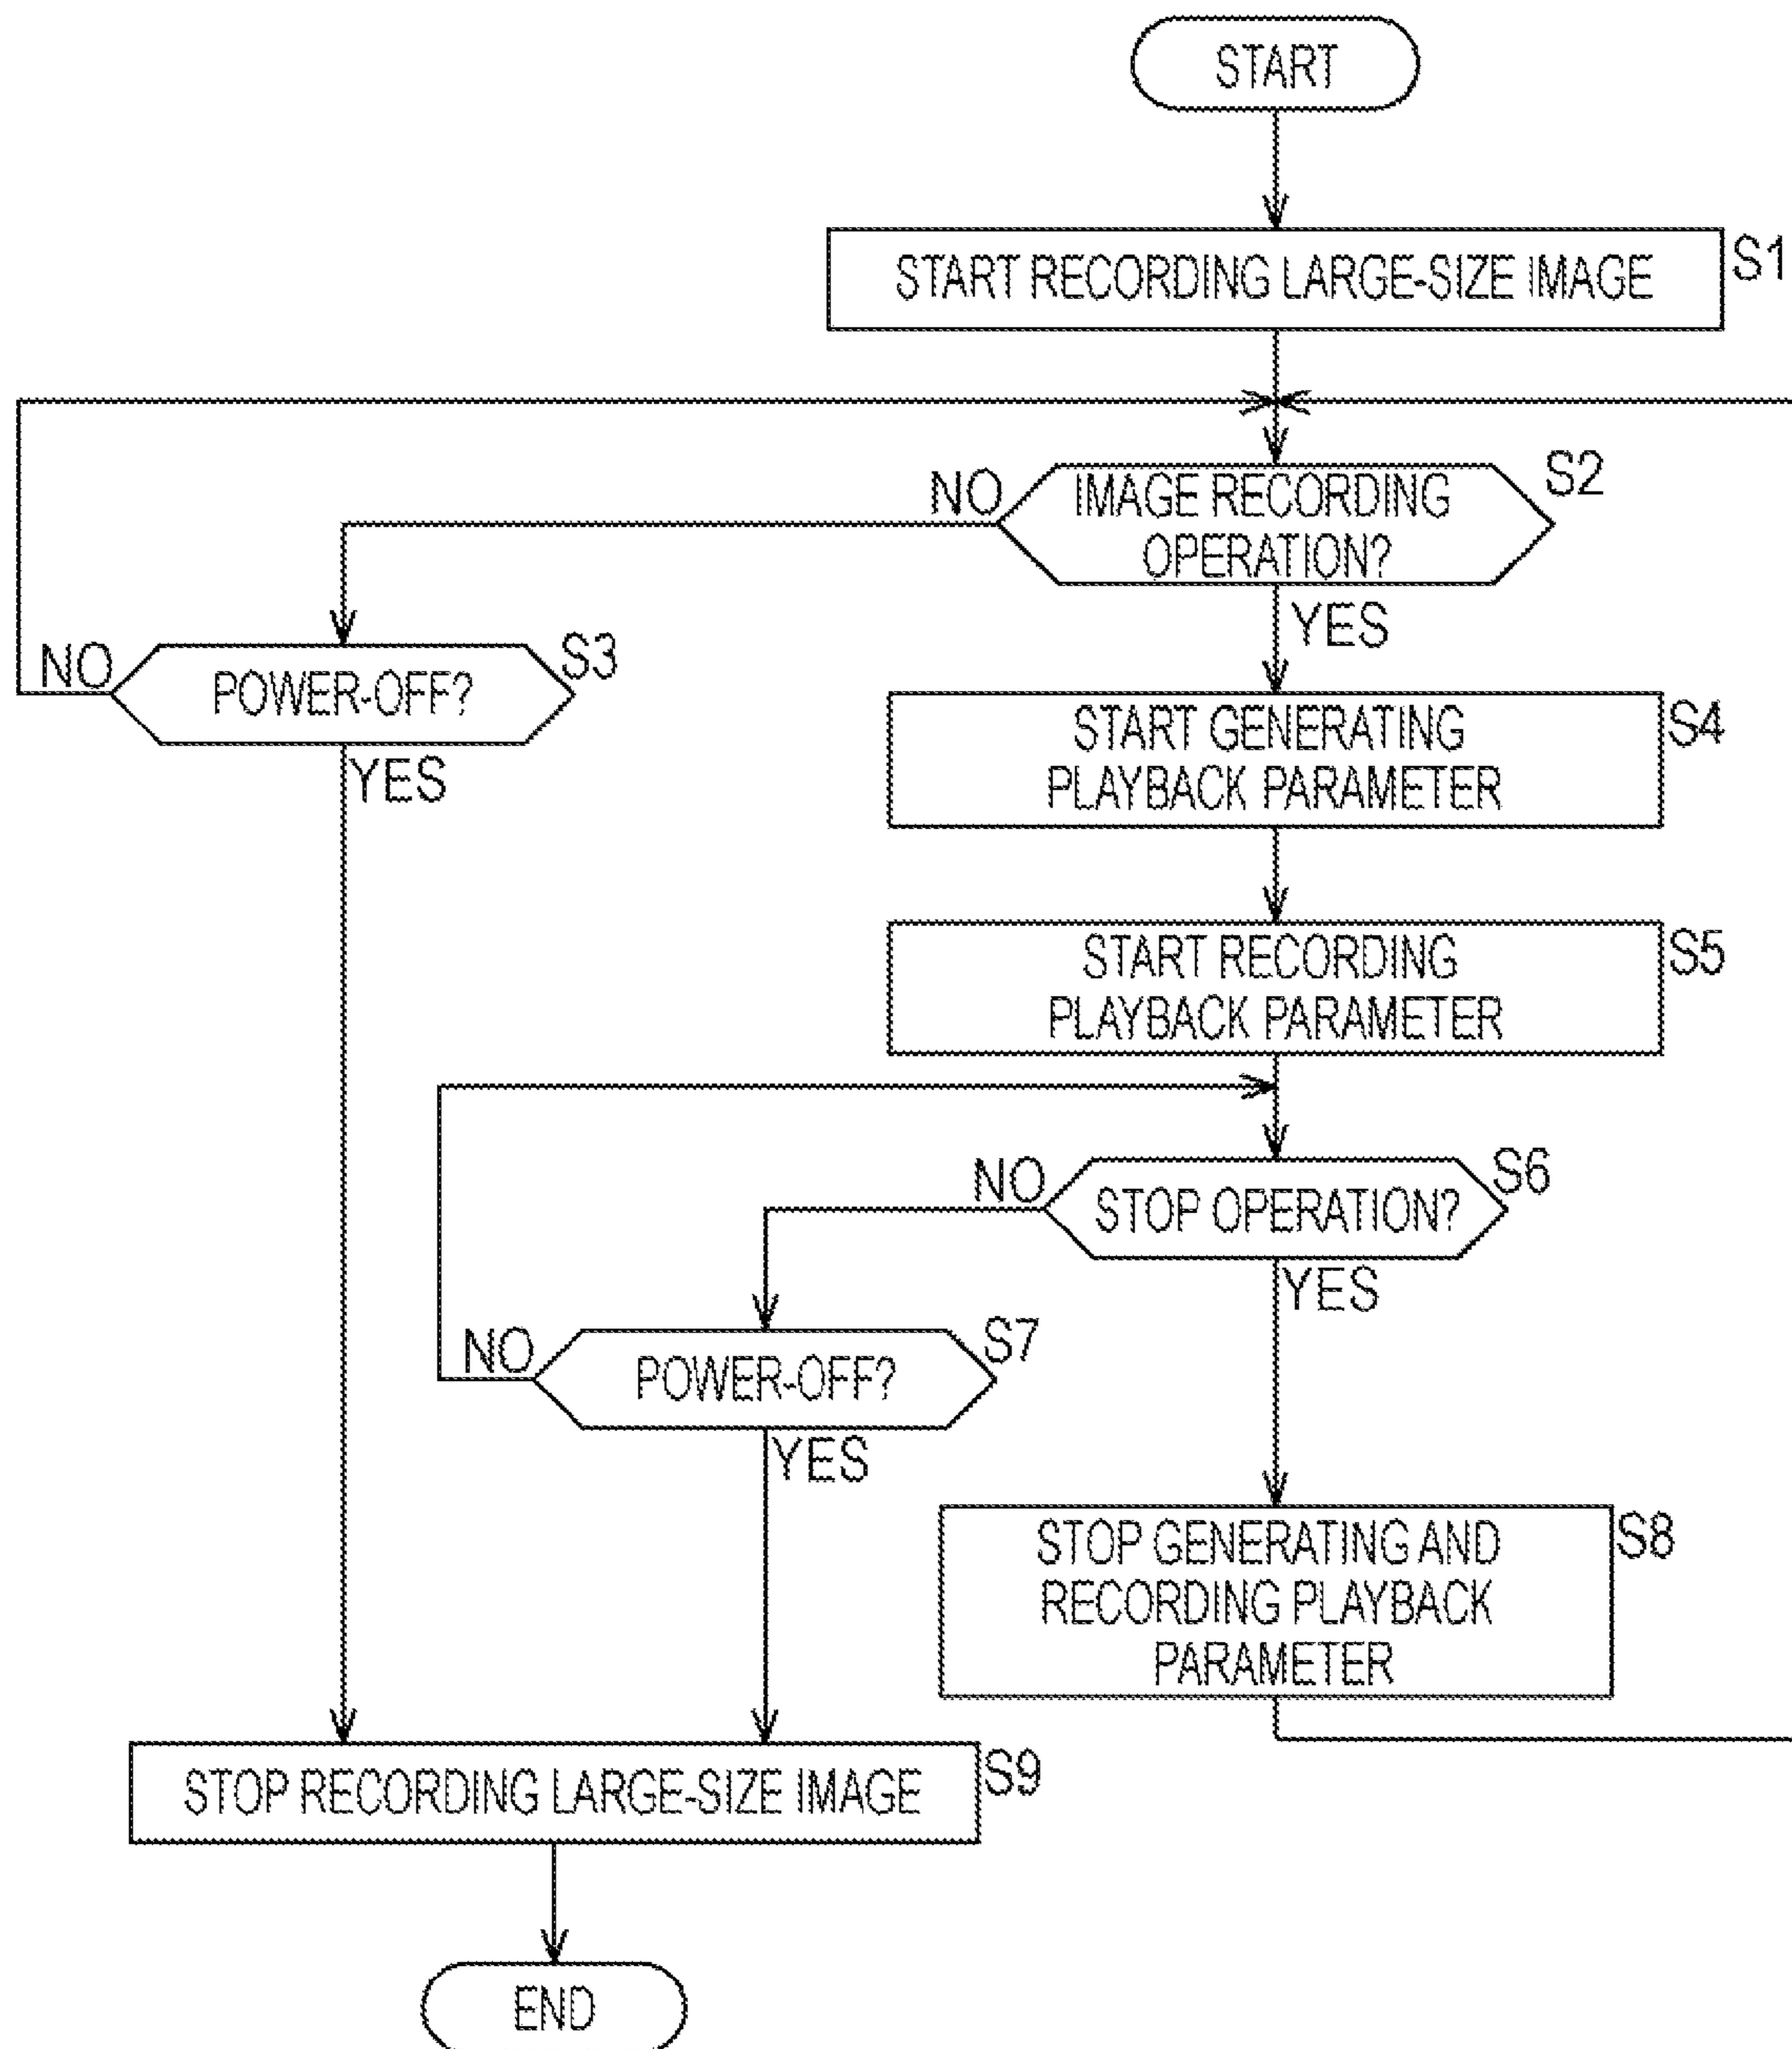 START
START RECORDING LARGE-SIZE IMAGE
S1
IMAGE RECORDING
OPERATION?
S2
NO
YES
POWER-OFF?
S3
NO
YES
START GENERATING
PLAYBACK PARAMETER
S4
START RECORDING
PLAYBACK PARAMETER
S5
STOP OPERATION?
S6
NO
YES
POWER-OFF?
S7
NO
YES
STOP GENERATING AND
RECORDING PLAYBACK
PARAMETER
S8
STOP RECORDING LARGE-SIZE IMAGE
S9
END